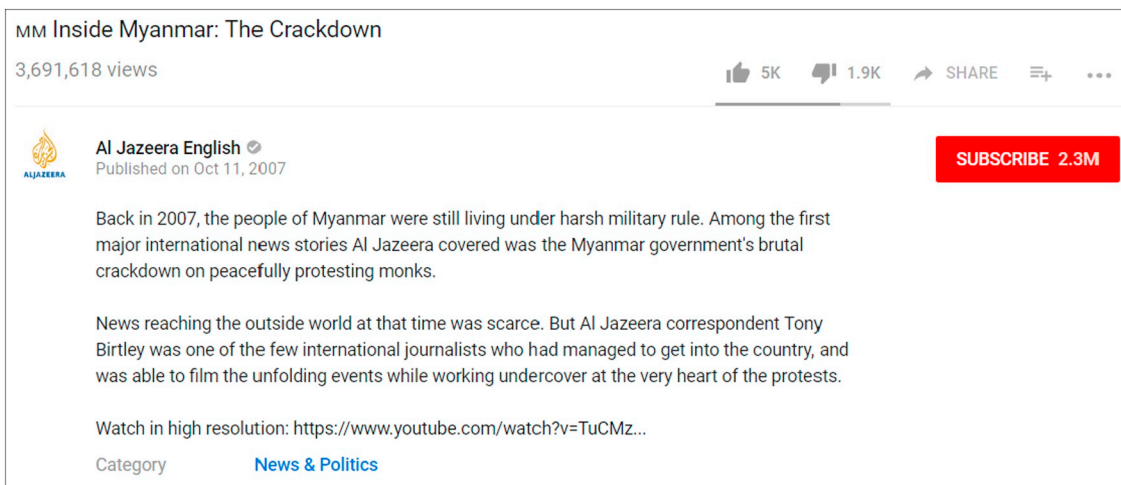 MM Inside Myanmar: The Crackdown
3,691,618 views
5K 1.9K SHARE
ALJAZEERA
Al Jazeera English
Published on Oct 11, 2007
SUBSCRIBE 2.3M
Back in 2007, the people of Myanmar were still living under harsh military rule. Among the first
major international news stories Al Jazeera covered was the Myanmar government's brutal
crackdown on peacefully protesting monks.
News reaching the outside world at that time was scarce. But Al Jazeera correspondent Tony
Birtley was one of the few international journalists who had managed to get into the country, and
was able to film the unfolding events while working undercover at the very heart of the protests.
Watch in high resolution: https://www.youtube.com/watch?v=TuCMz...
Category News & Politics